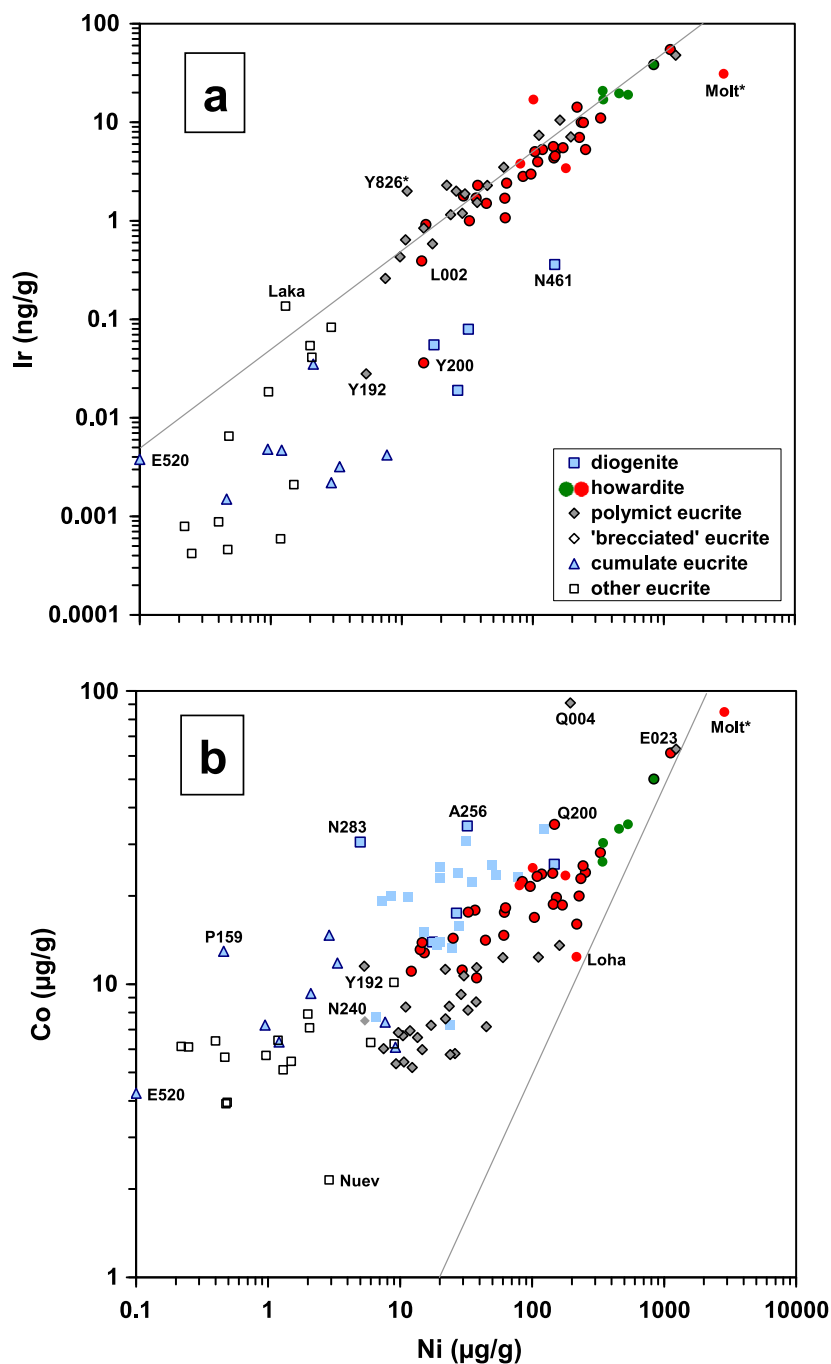 100
a
Molt*
10
Y826*
1
L002
N461
Laka
0.1
Ir (ng/g)
Y200
Y192
0.01
E520
diogenite
howardite
0.001
polymict eucrite
'brecciated' eucrite
cumulate eucrite
other eucrite
0.0001
100
b
Q004
E023
Molt*
N283
A256
Q200
P159
Y192
Loha
10
N240
Co (µg/g)
E520
Nuev
1
0.1 1 10 100 1000 10000
Ni (µg/g)